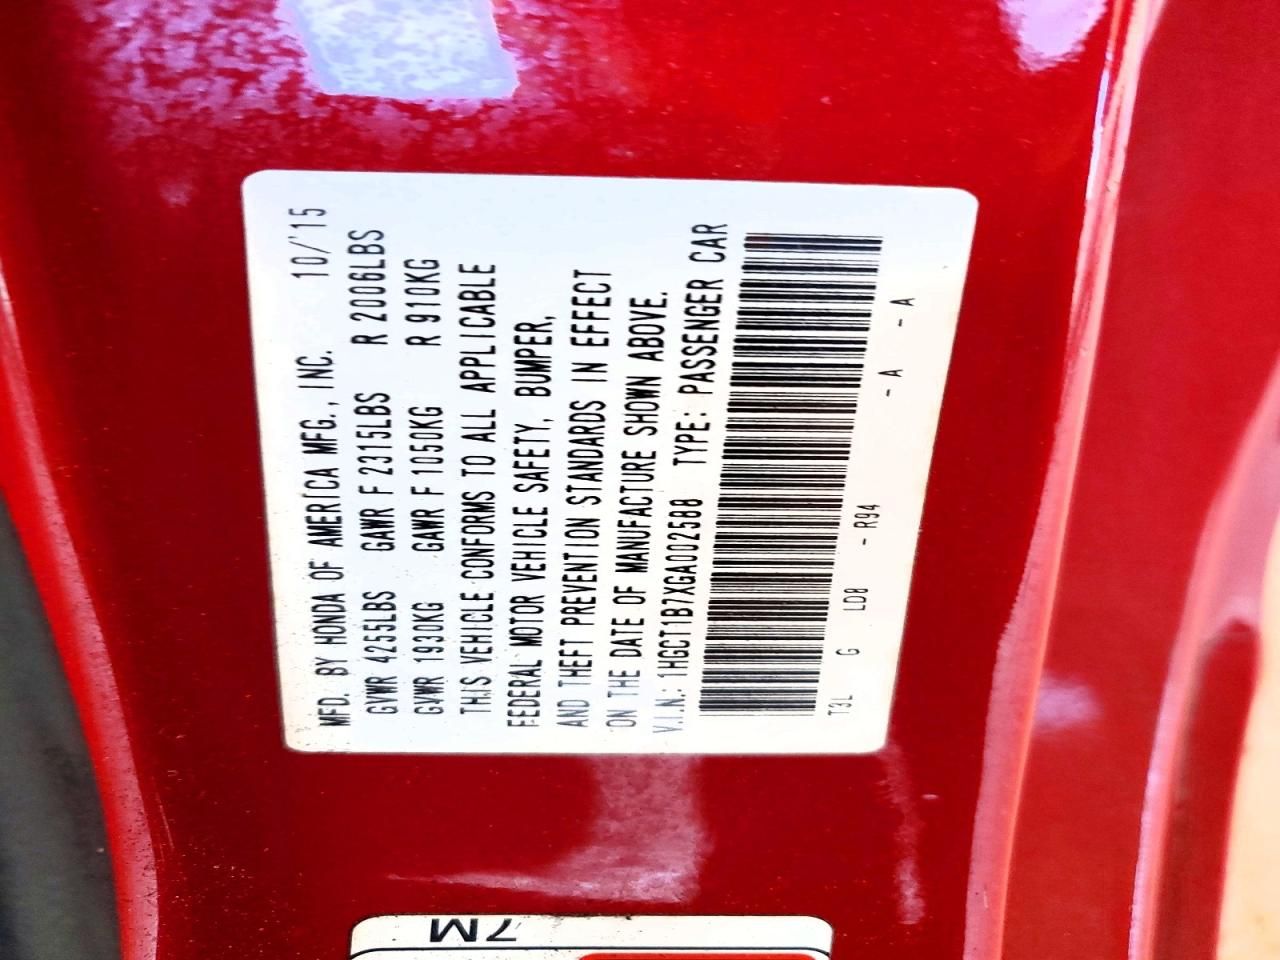 MFD. BY HONDA OF AMERICA MFG., INC. 10/'15
GVWR 4255LBS GAWR F 2315LBS R 2006LBS
GVWR 1930KG GAWR F 1050KG R 910KG
THIS VEHICLE CONFORMS TO ALL APPLICABLE
FEDERAL MOTOR VEHICLE SAFETY, BUMPER,
AND THEFT PREVENTION STANDARDS IN EFFECT
ON THE DATE OF MANUFACTURE SHOWN ABOVE.
V.I.N.: 1HGCT1B7XGA002588 TYPE: PASSENGER CAR
T3L G LD8 - R94 - A - A
7M